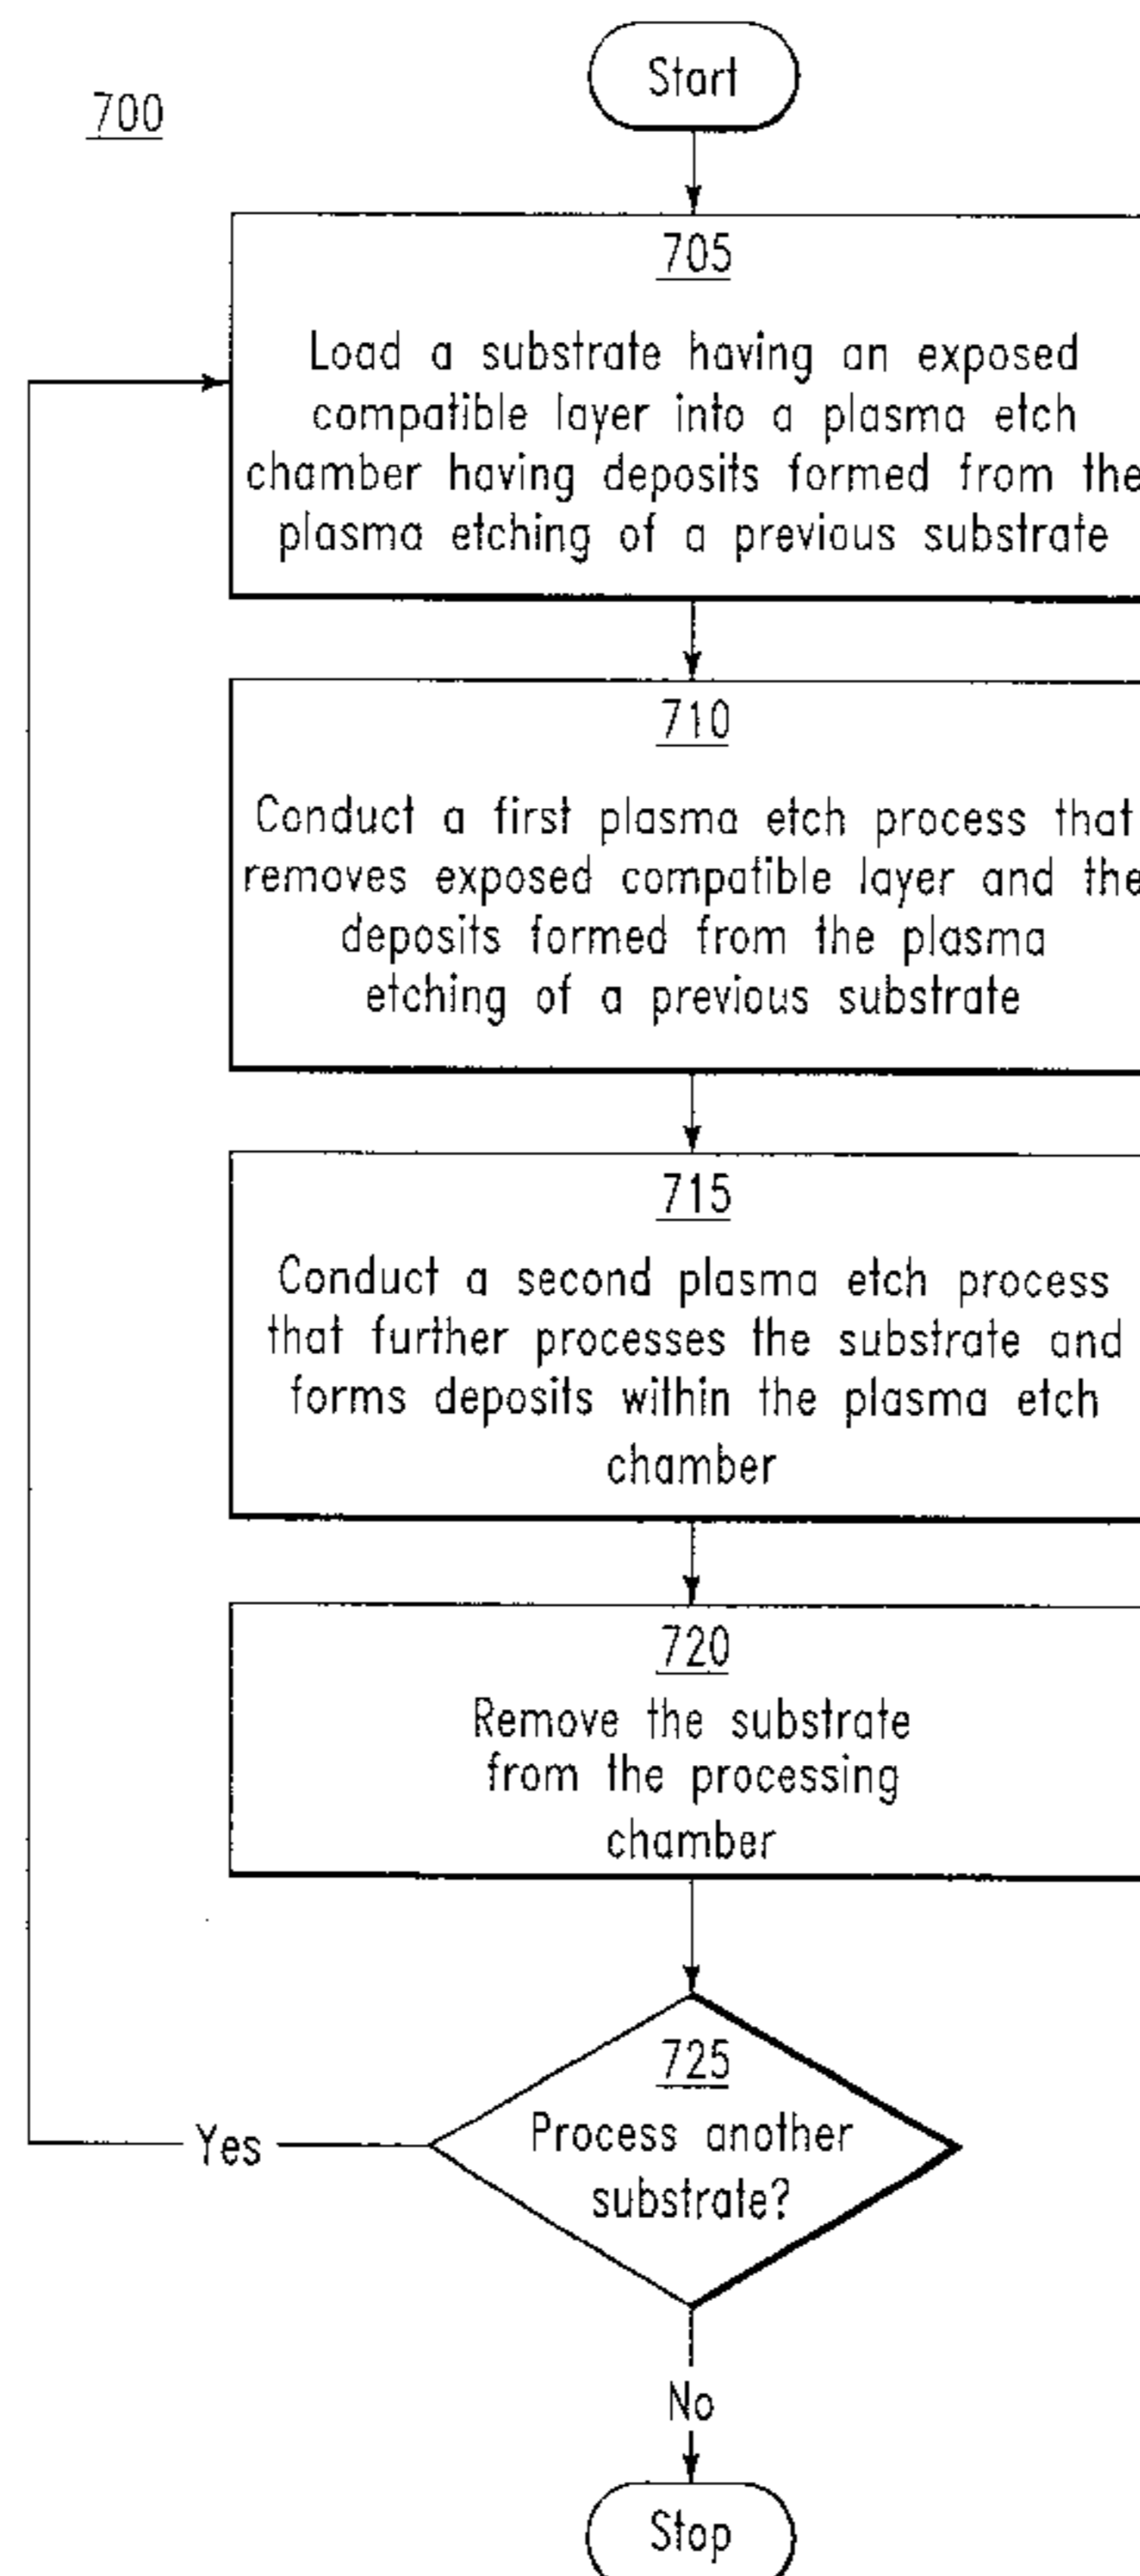 Start
700
705
Load a substrate having an exposed
compatible layer into a plasma etch
chamber having deposits formed from the
plasma etching of a previous substrate
710
Conduct a first plasma etch process that
removes exposed compatible layer and the
deposits formed from the plasma
etching of a previous substrate
715
Conduct a second plasma etch process
that further processes the substrate and
forms deposits within the plasma etch
chamber
720
Remove the substrate
from the processing
chamber
725
Process another
substrate?
Yes
No
Stop